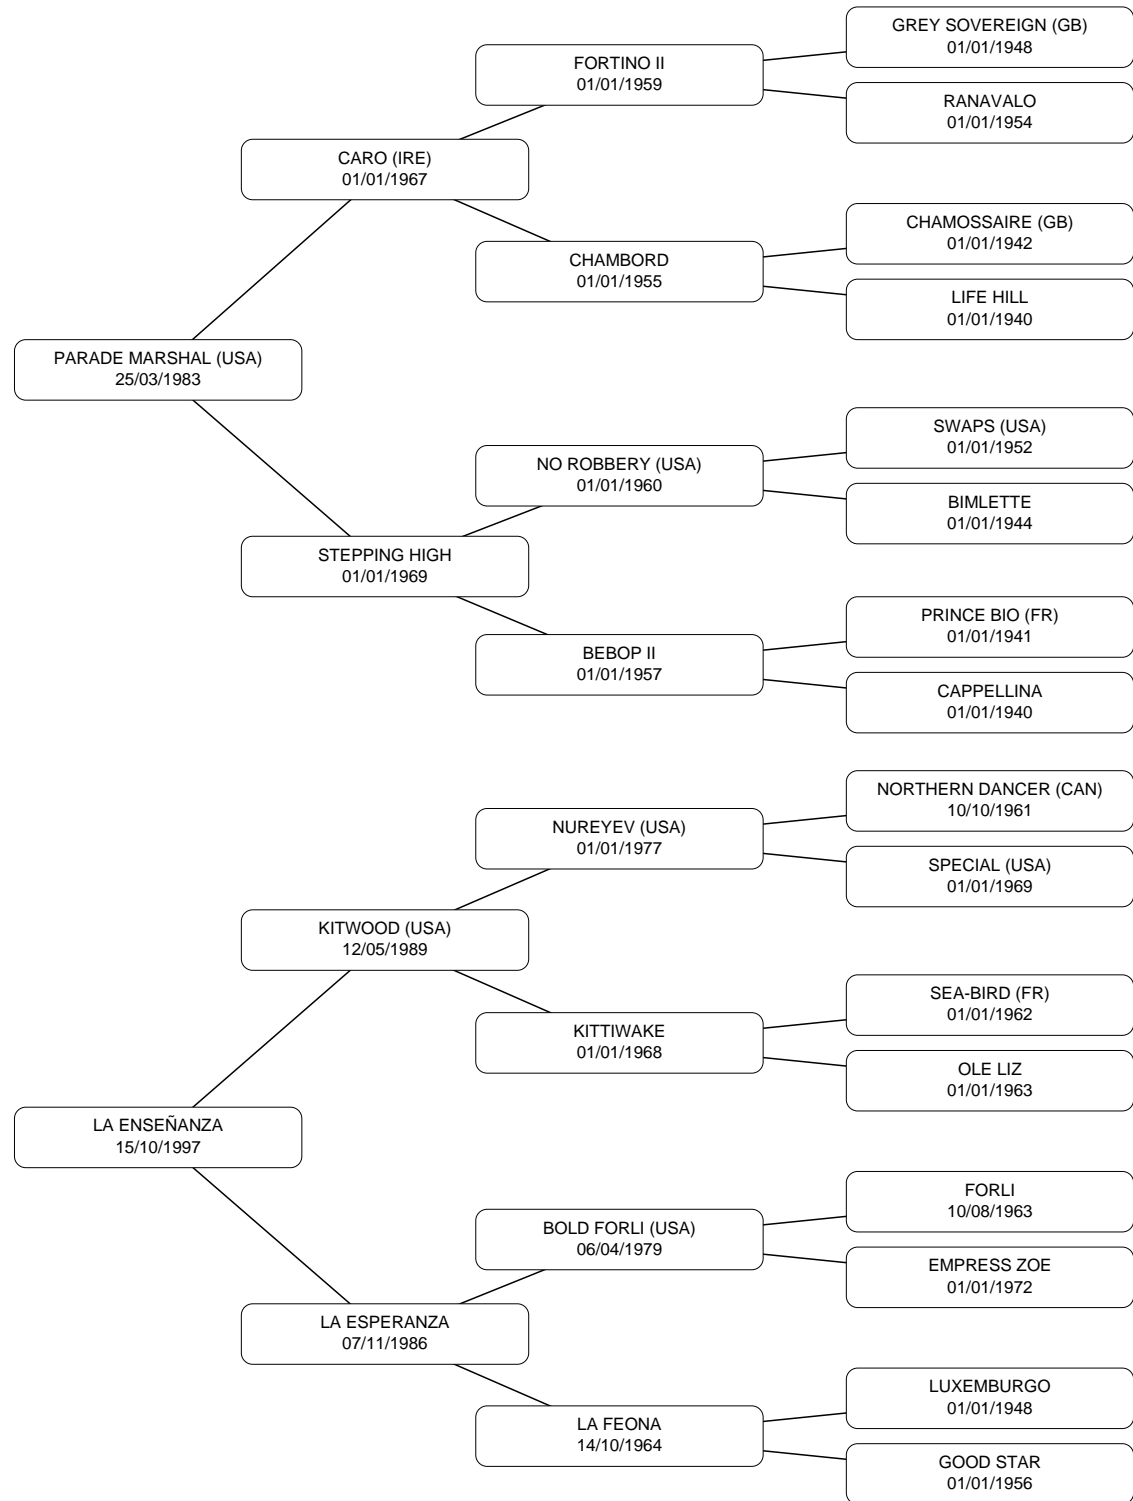 GREY SOVEREIGN (GB)
01/01/1948
FORTINO II
01/01/1959
RANAVALO
01/01/1954
CARO (IRE)
01/01/1967
CHAMOSSAIRE (GB)
01/01/1942
CHAMBORD
01/01/1955
LIFE HILL
01/01/1940
PARADE MARSHAL (USA)
25/03/1983
SWAPS (USA)
01/01/1952
NO ROBBERY (USA)
01/01/1960
BIMLETTE
01/01/1944
STEPPING HIGH
01/01/1969
PRINCE BIO (FR)
01/01/1941
BEBOP II
01/01/1957
CAPPELLINA
01/01/1940
NORTHERN DANCER (CAN)
10/10/1961
NUREYEV (USA)
01/01/1977
SPECIAL (USA)
01/01/1969
KITWOOD (USA)
12/05/1989
SEA-BIRD (FR)
01/01/1962
KITTIWAKE
01/01/1968
OLE LIZ
01/01/1963
LA ENSEÑANZA
15/10/1997
FORLI
10/08/1963
BOLD FORLI (USA)
06/04/1979
EMPRESS ZOE
01/01/1972
LA ESPERANZA
07/11/1986
LUXEMBURGO
01/01/1948
LA FEONA
14/10/1964
GOOD STAR
01/01/1956